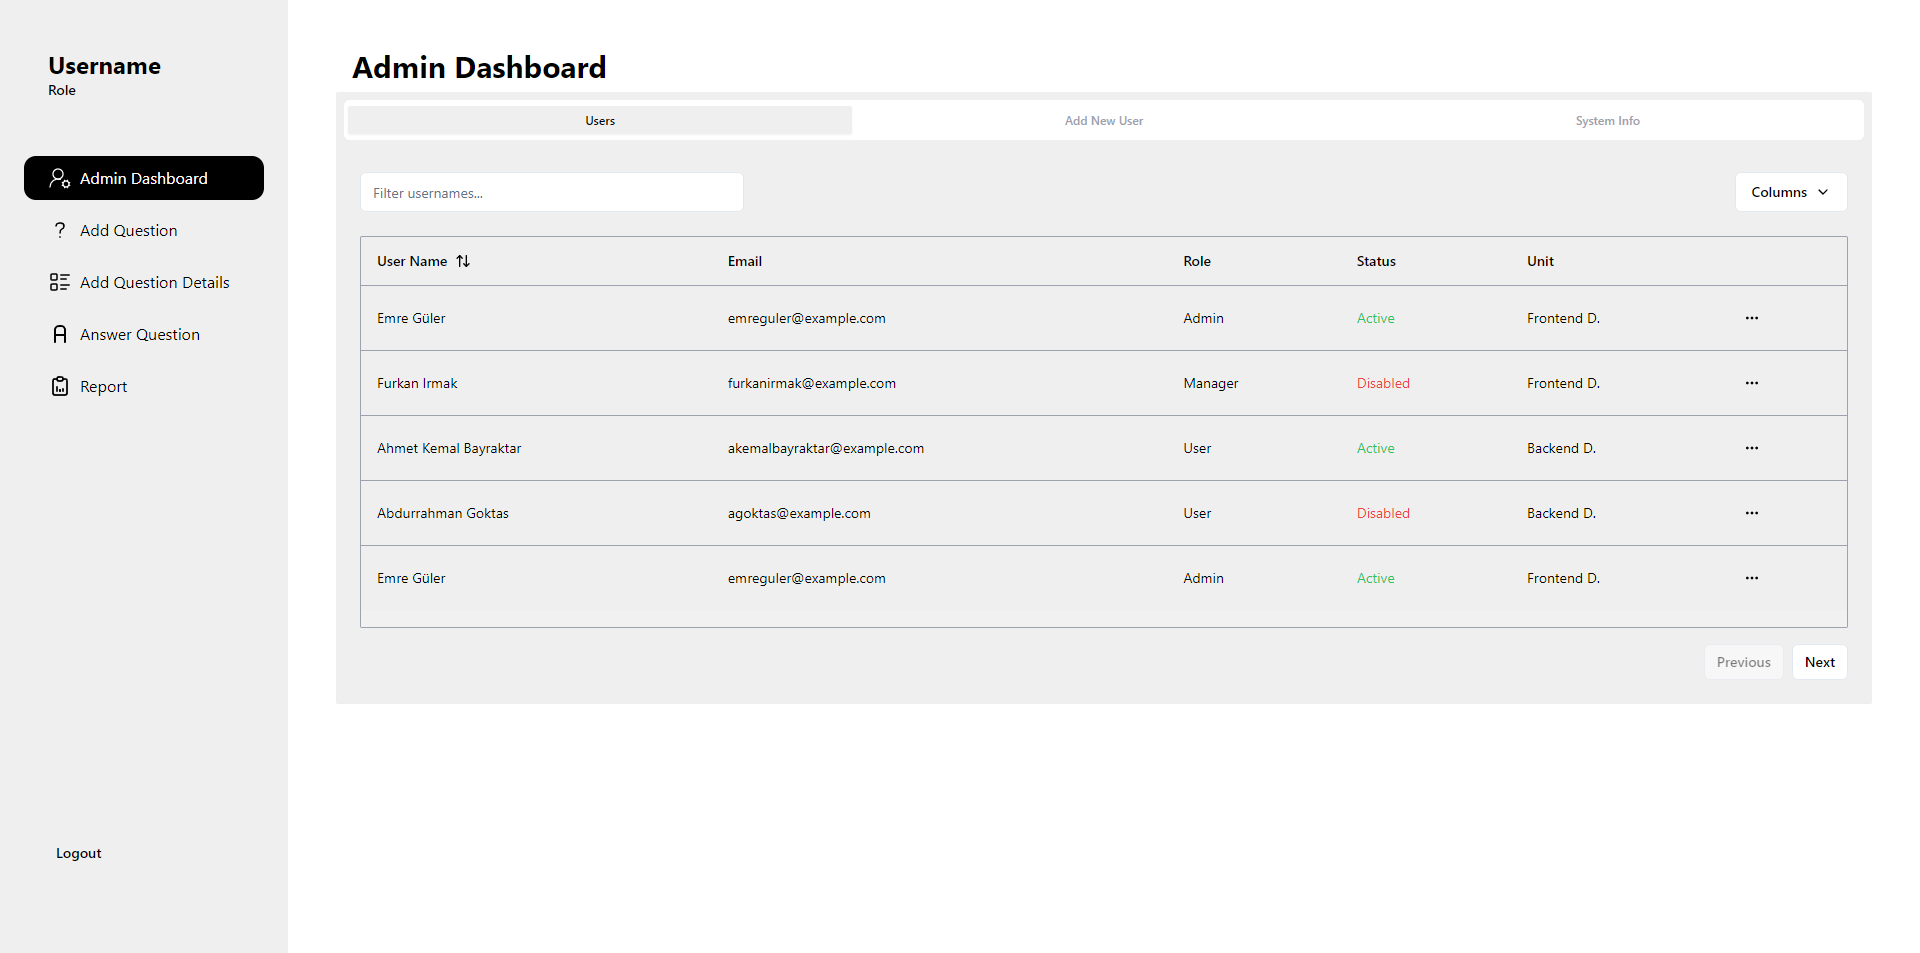 Username
Role
Admin Dashboard
Add Question
Add Question Details
Answer Question
Report
Logout
Admin Dashboard
Users Add New User System Info
Filter usernames...
Columns
User Name Email Role Status Unit
Emre Güler emreguler@example.com Admin Active Frontend D.
Furkan Irmak furkanirmak@example.com Manager Disabled Frontend D.
Ahmet Kemal Bayraktar akemalbayraktar@example.com User Active Backend D.
Abdurrahman Goktas agoktas@example.com User Disabled Backend D.
Emre Güler emreguler@example.com Admin Active Frontend D.
Previous Next